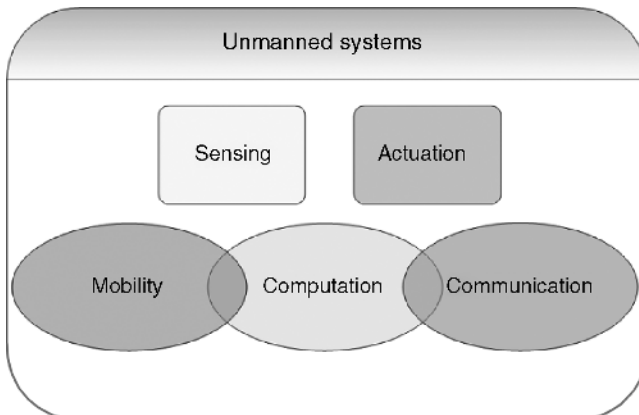 Unmanned systems
Sensing
Actuation
Mobility
Computation
Communication